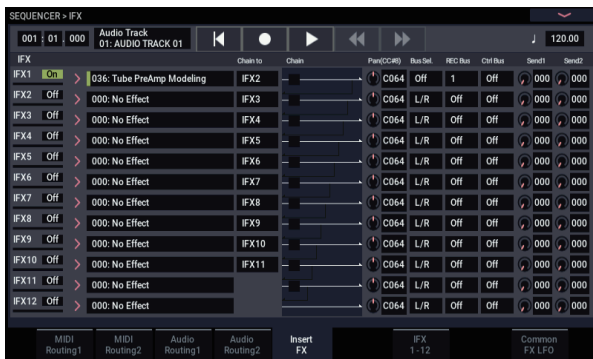 SEQUENCER > IFX
001 : 01 . 000 Audio Track
01: AUDIO TRACK 01
♩ 120.00
IFX Chain to Chain Pan(CC#8) Bus Sel. REC Bus Ctrl Bus Send1 Send2
IFX1 On 036: Tube PreAmp Modeling IFX2 C064 Off 1 Off 000 000
IFX2 Off 000: No Effect IFX3 C064 L/R Off Off 000 000
IFX3 Off 000: No Effect IFX4 C064 L/R Off Off 000 000
IFX4 Off 000: No Effect IFX5 C064 L/R Off Off 000 000
IFX5 Off 000: No Effect IFX6 C064 L/R Off Off 000 000
IFX6 Off 000: No Effect IFX7 C064 L/R Off Off 000 000
IFX7 Off 000: No Effect IFX8 C064 L/R Off Off 000 000
IFX8 Off 000: No Effect IFX9 C064 L/R Off Off 000 000
IFX9 Off 000: No Effect IFX10 C064 L/R Off Off 000 000
IFX10 Off 000: No Effect IFX11 C064 L/R Off Off 000 000
IFX11 Off 000: No Effect C064 L/R Off Off 000 000
IFX12 Off 000: No Effect C064 L/R Off Off 000 000
MIDI Routing1 MIDI Routing2 Audio Routing1 Audio Routing2 Insert FX IFX 1-12 Common FX LFO